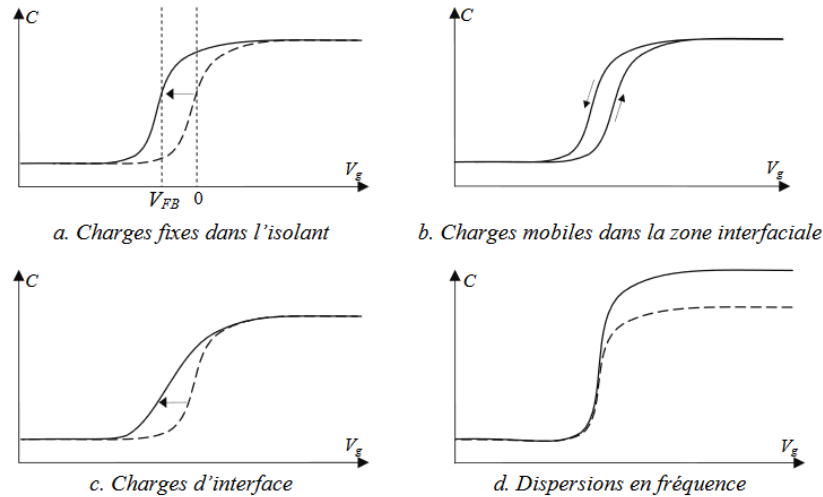 C
V_g
V_FB 0
a. Charges fixes dans l'isolant
C
V_g
b. Charges mobiles dans la zone interfaciale
C
V_g
c. Charges d'interface
C
V_g
d. Dispersions en fréquence